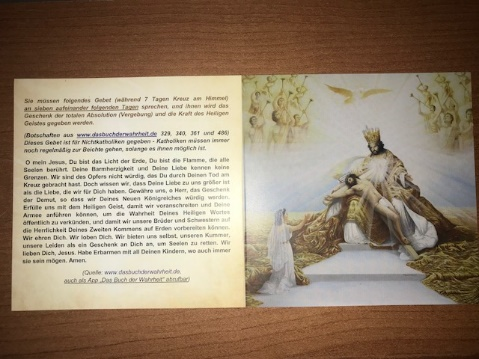 Sie müssen folgendes Gebet (während 7 Tagen Kreuz am Himmel)
an sieben aufeinander folgenden Tagen sprechen, und ihnen wird das
Geschenk der totalen Absolution (Vergebung) und die Kraft des Heiligen
Geistes gegeben werden.
(Botschaften aus www.dasbuchderwahrheit.de 329, 340, 361 und 488)
Dieses Gebet ist für Nichtkatholiken gegeben - Katholiken müssen immer
noch regelmäßig zur Beichte gehen, solange es ihnen möglich ist.
O mein Jesus, Du bist das Licht der Erde, Du bist die Flamme, die alle
Seelen berührt. Deine Barmherzigkeit und Deine Liebe kennen keine
Grenzen. Wir sind des Opfers nicht würdig, das Du durch Deinen Tod am
Kreuz gebracht hast. Doch wissen wir, dass Deine Liebe zu uns größer ist
als die Liebe, die wir für Dich haben. Gewähre uns, o Herr, das Geschenk
der Demut, so dass wir Deines Neuen Königreiches würdig werden.
Erfülle uns mit dem Heiligen Geist, damit wir voranschreiten und Deine
Armee anführen können, um die Wahrheit Deines Heiligen Wortes
öffentlich zu verkünden, und damit wir unsere Brüder und Schwestern auf
die Herrlichkeit Deines Zweiten Kommens auf Erden vorbereiten können.
Wir ehren Dich. Wir loben Dich. Wir bieten uns selbst, unseren Kummer,
unsere Leiden als ein Geschenk an Dich an, um Seelen zu retten. Wir
lieben Dich, Jesus. Habe Erbarmen mit all Deinen Kindern, wo auch immer
sie sein mögen. Amen.
(Quelle: www.dasbuchderwahrheit.de,
auch als App „Das Buch der Wahrheit“ abrufbar)